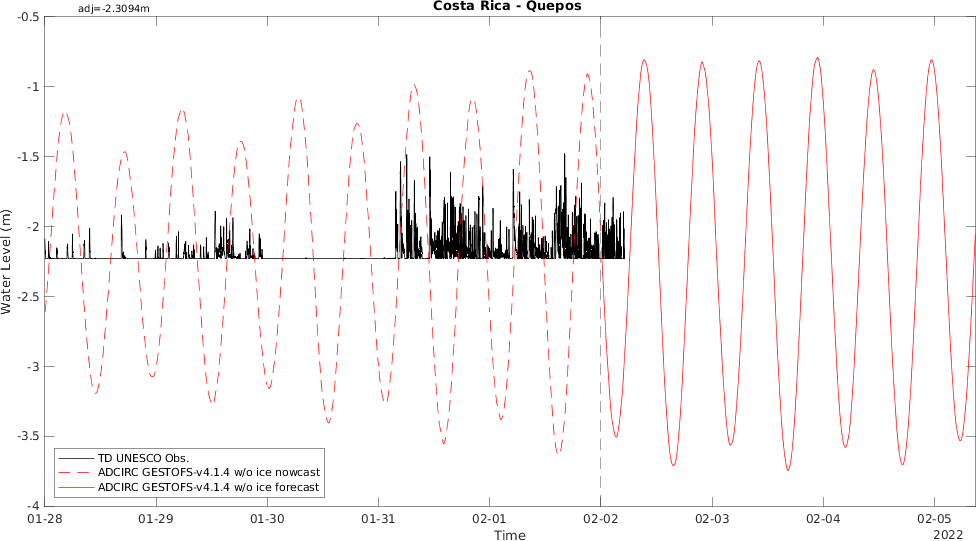 Costa Rica - Quepos
adj=-2.3094m
-0.5
-1
-1.5
-2
-2.5
-3
-3.5
-4
Water Level (m)
TD UNESCO Obs.
ADCIRC GESTOFS-v4.1.4 w/o ice nowcast
ADCIRC GESTOFS-v4.1.4 w/o ice forecast
01-28 01-29 01-30 01-31 02-01 02-02 02-03 02-04 02-05
Time
2022